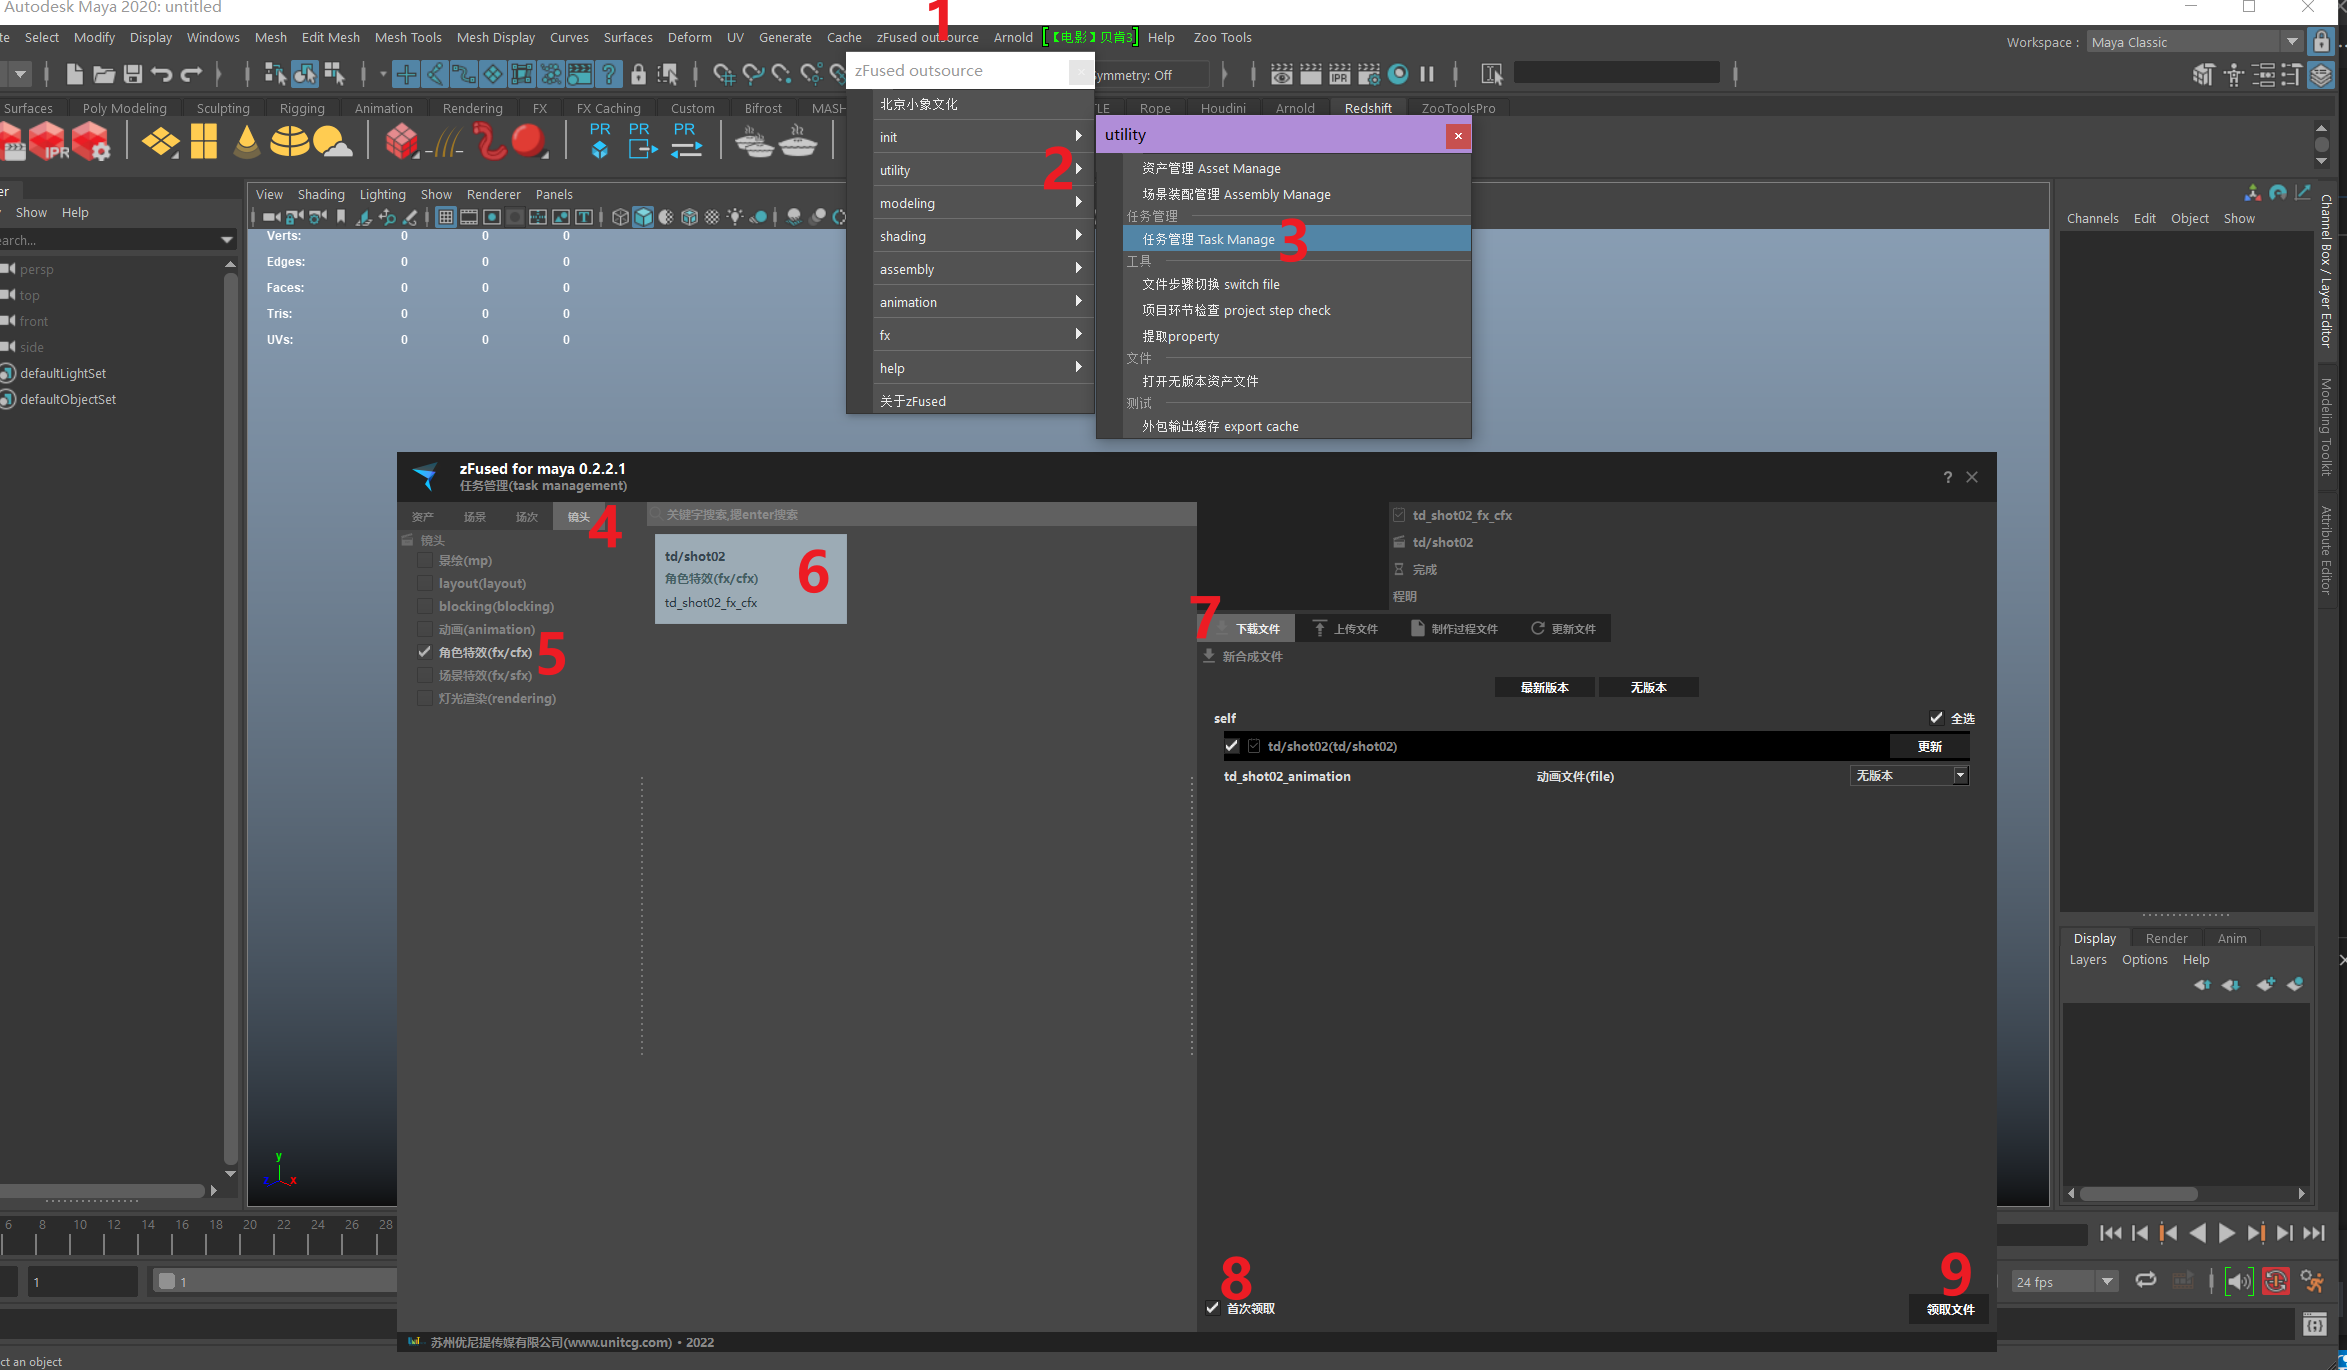 Autodesk Maya 2020: untitled
1
Select Modify Display Windows Mesh Edit Mesh Mesh Tools Mesh Display Curves Surfaces Deform UV Generate Cache zFused outsource Arnold 【电影】贝肯3 Help Zoo Tools
Workspace : Maya Classic
Symmetry: Off
Surfaces Poly Modeling Sculpting Rigging Animation Rendering FX FX Caching Custom Bifrost MASH Rope Houdini Arnold Redshift ZooToolsPro
IPR
PR PR PR
zFused outsource
北京小象文化
init
utility
2
modeling
shading
assembly
animation
fx
help
关于zFused
utility
资产管理 Asset Manage
场景装配管理 Assembly Manage
任务管理
任务管理 Task Manage
3
工具
文件步骤切换 switch file
项目环节检查 project step check
提取property
文件
打开无版本资产文件
测试
外包输出缓存 export cache
Show Help
persp
top
front
side
defaultLightSet
defaultObjectSet
View Shading Lighting Show Renderer Panels
Verts: 0 0 0
Edges: 0 0 0
Faces: 0 0 0
Tris: 0 0 0
UVs: 0 0 0
Channels Edit Object Show
Channel Box / Layer Editor
Modeling Toolkit
Attribute Editor
zFused for maya 0.2.2.1
任务管理(task management)
?
资产 场景 场次 镜头
4
关键字搜索,摁enter搜索
镜头
景绘(mp)
layout(layout)
blocking(blocking)
动画(animation)
角色特效(fx/cfx)
5
场景特效(fx/sfx)
灯光渲染(rendering)
td/shot02
角色特效(fx/cfx)
td_shot02_fx_cfx
6
td_shot02_fx_cfx
td/shot02
完成
程明
7
下载文件 上传文件 制作过程文件 更新文件
新合成文件
最新版本 无版本
self 全选
td/shot02(td/shot02) 更新
td_shot02_animation 动画文件(file) 无版本
8
首次领取
9
领取文件
苏州优尼提传媒有限公司(www.unitcg.com) · 2022
Display Render Anim
Layers Options Help
y
x
6 8 10 12 14 16 18 20 22 24 26 28
1
1
24 fps
ct an object